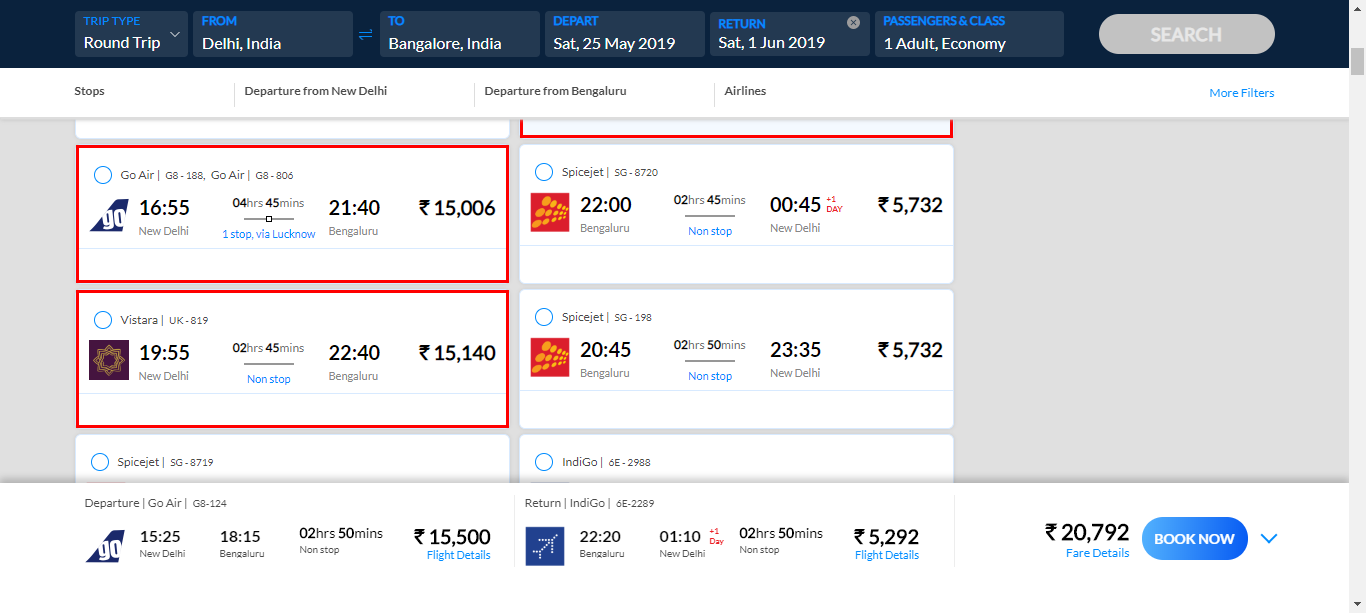 TRIP TYPE
Round Trip
FROM
Delhi, India
TO
Bangalore, India
DEPART
Sat, 25 May 2019
RETURN
Sat, 1 Jun 2019
PASSENGERS & CLASS
1 Adult, Economy
SEARCH
Stops
Departure from New Delhi
Departure from Bengaluru
Airlines
More Filters
Go Air | G8 - 188, Go Air | G8 - 806
go
16:55
New Delhi
04hrs 45mins
1 stop, via Lucknow
21:40
Bengaluru
₹ 15,006
Spicejet | SG - 8720
22:00
Bengaluru
02hrs 45mins
Non stop
00:45 +1 DAY
New Delhi
₹ 5,732
Vistara | UK - 819
19:55
New Delhi
02hrs 45mins
Non stop
22:40
Bengaluru
₹ 15,140
Spicejet | SG - 198
20:45
Bengaluru
02hrs 50mins
Non stop
23:35
New Delhi
₹ 5,732
Spicejet | SG - 8719
IndiGo | 6E - 2988
Departure | Go Air | G8-124
go
15:25
New Delhi
18:15
Bengaluru
02hrs 50mins
Non stop
₹ 15,500
Flight Details
Return | IndiGo | 6E-2289
22:20
Bengaluru
01:10 +1 Day
New Delhi
02hrs 50mins
Non stop
₹ 5,292
Flight Details
₹ 20,792
Fare Details
BOOK NOW